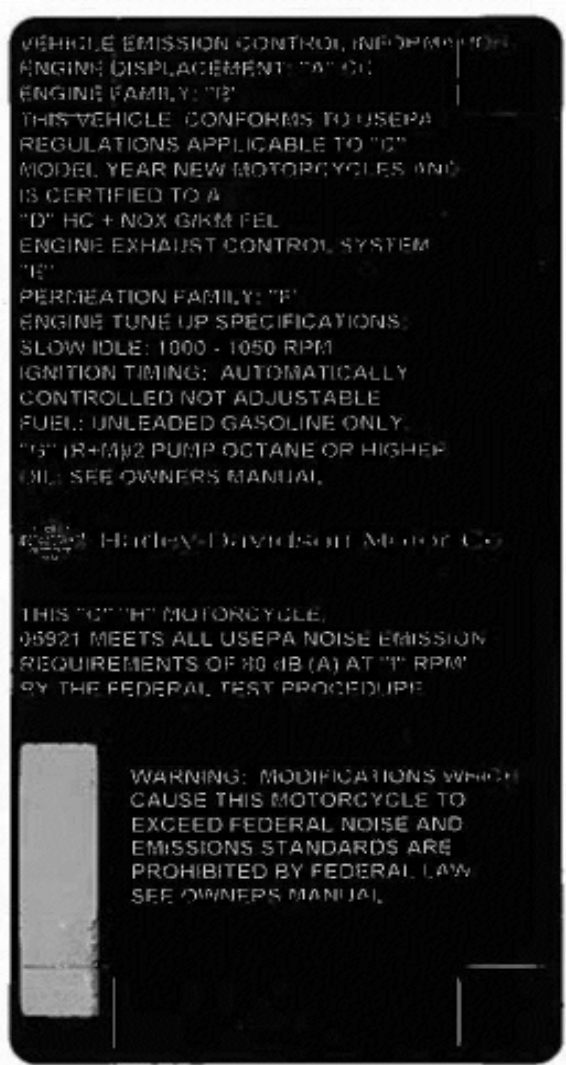 VEHICLE EMISSION CONTROL INFORMATION
ENGINE DISPLACEMENT: "A" CC
ENGINE FAMILY: "B"
THIS VEHICLE CONFORMS TO USEPA
REGULATIONS APPLICABLE TO "C"
MODEL YEAR NEW MOTORCYCLES AND
IS CERTIFIED TO A
"D" HC + NOX G/KM FEL
ENGINE EXHAUST CONTROL SYSTEM
"E"
PERMEATION FAMILY: "F"
ENGINE TUNE UP SPECIFICATIONS:
SLOW IDLE: 1000 - 1050 RPM
IGNITION TIMING: AUTOMATICALLY
CONTROLLED NOT ADJUSTABLE
FUEL: UNLEADED GASOLINE ONLY.
"G" (R+M)/2 PUMP OCTANE OR HIGHER
OIL: SEE OWNERS MANUAL
Harley-Davidson Motor Co
THIS "C" "H" MOTORCYCLE,
05921 MEETS ALL USEPA NOISE EMISSION
REQUIREMENTS OF 80 dB (A) AT "I" RPM
BY THE FEDERAL TEST PROCEDURE
WARNING: MODIFICATIONS WHICH
CAUSE THIS MOTORCYCLE TO
EXCEED FEDERAL NOISE AND
EMISSIONS STANDARDS ARE
PROHIBITED BY FEDERAL LAW
SEE OWNERS MANUAL